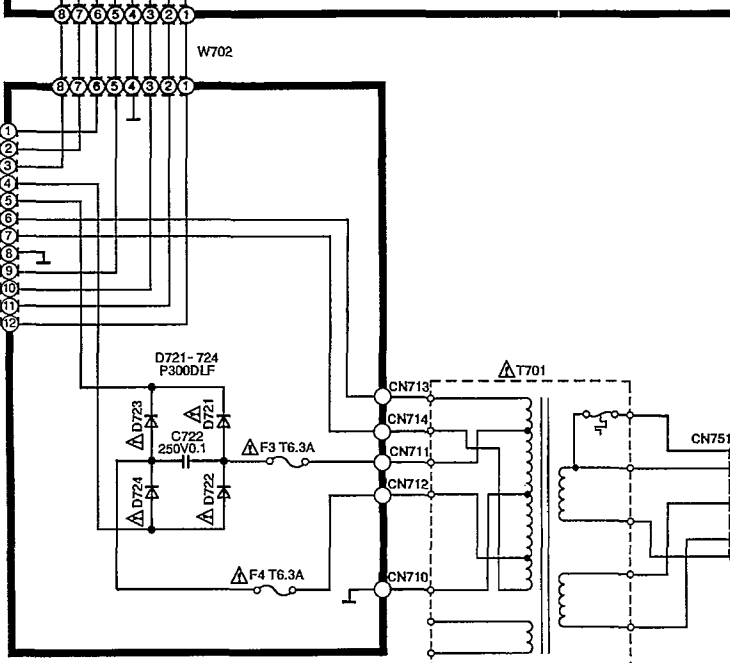 8 7 6 5 4 3 2 1
W702
8 7 6 5 4 3 2 1
1
2
3
4
5
6
7
8
9
10
11
12
D721-724
P300DLF
D723
D721
C722
250V0.1
D724
D722
F3 T6.3A
F4 T6.3A
CN713
CN714
CN711
CN712
CN710
T701
CN751